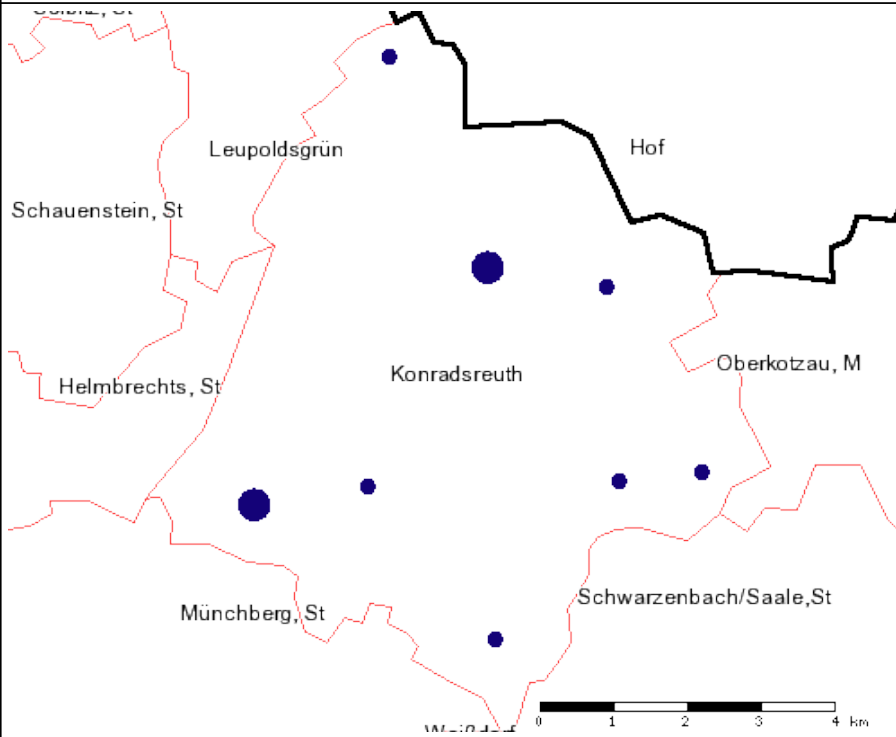 Hof
Leupoldsgrün
Schauenstein, St
Oberkotzau, M
Konradsreuth
Helmbrechts, St
Schwarzenbach/Saale,St
Münchberg, St
0 1 2 3 4 km